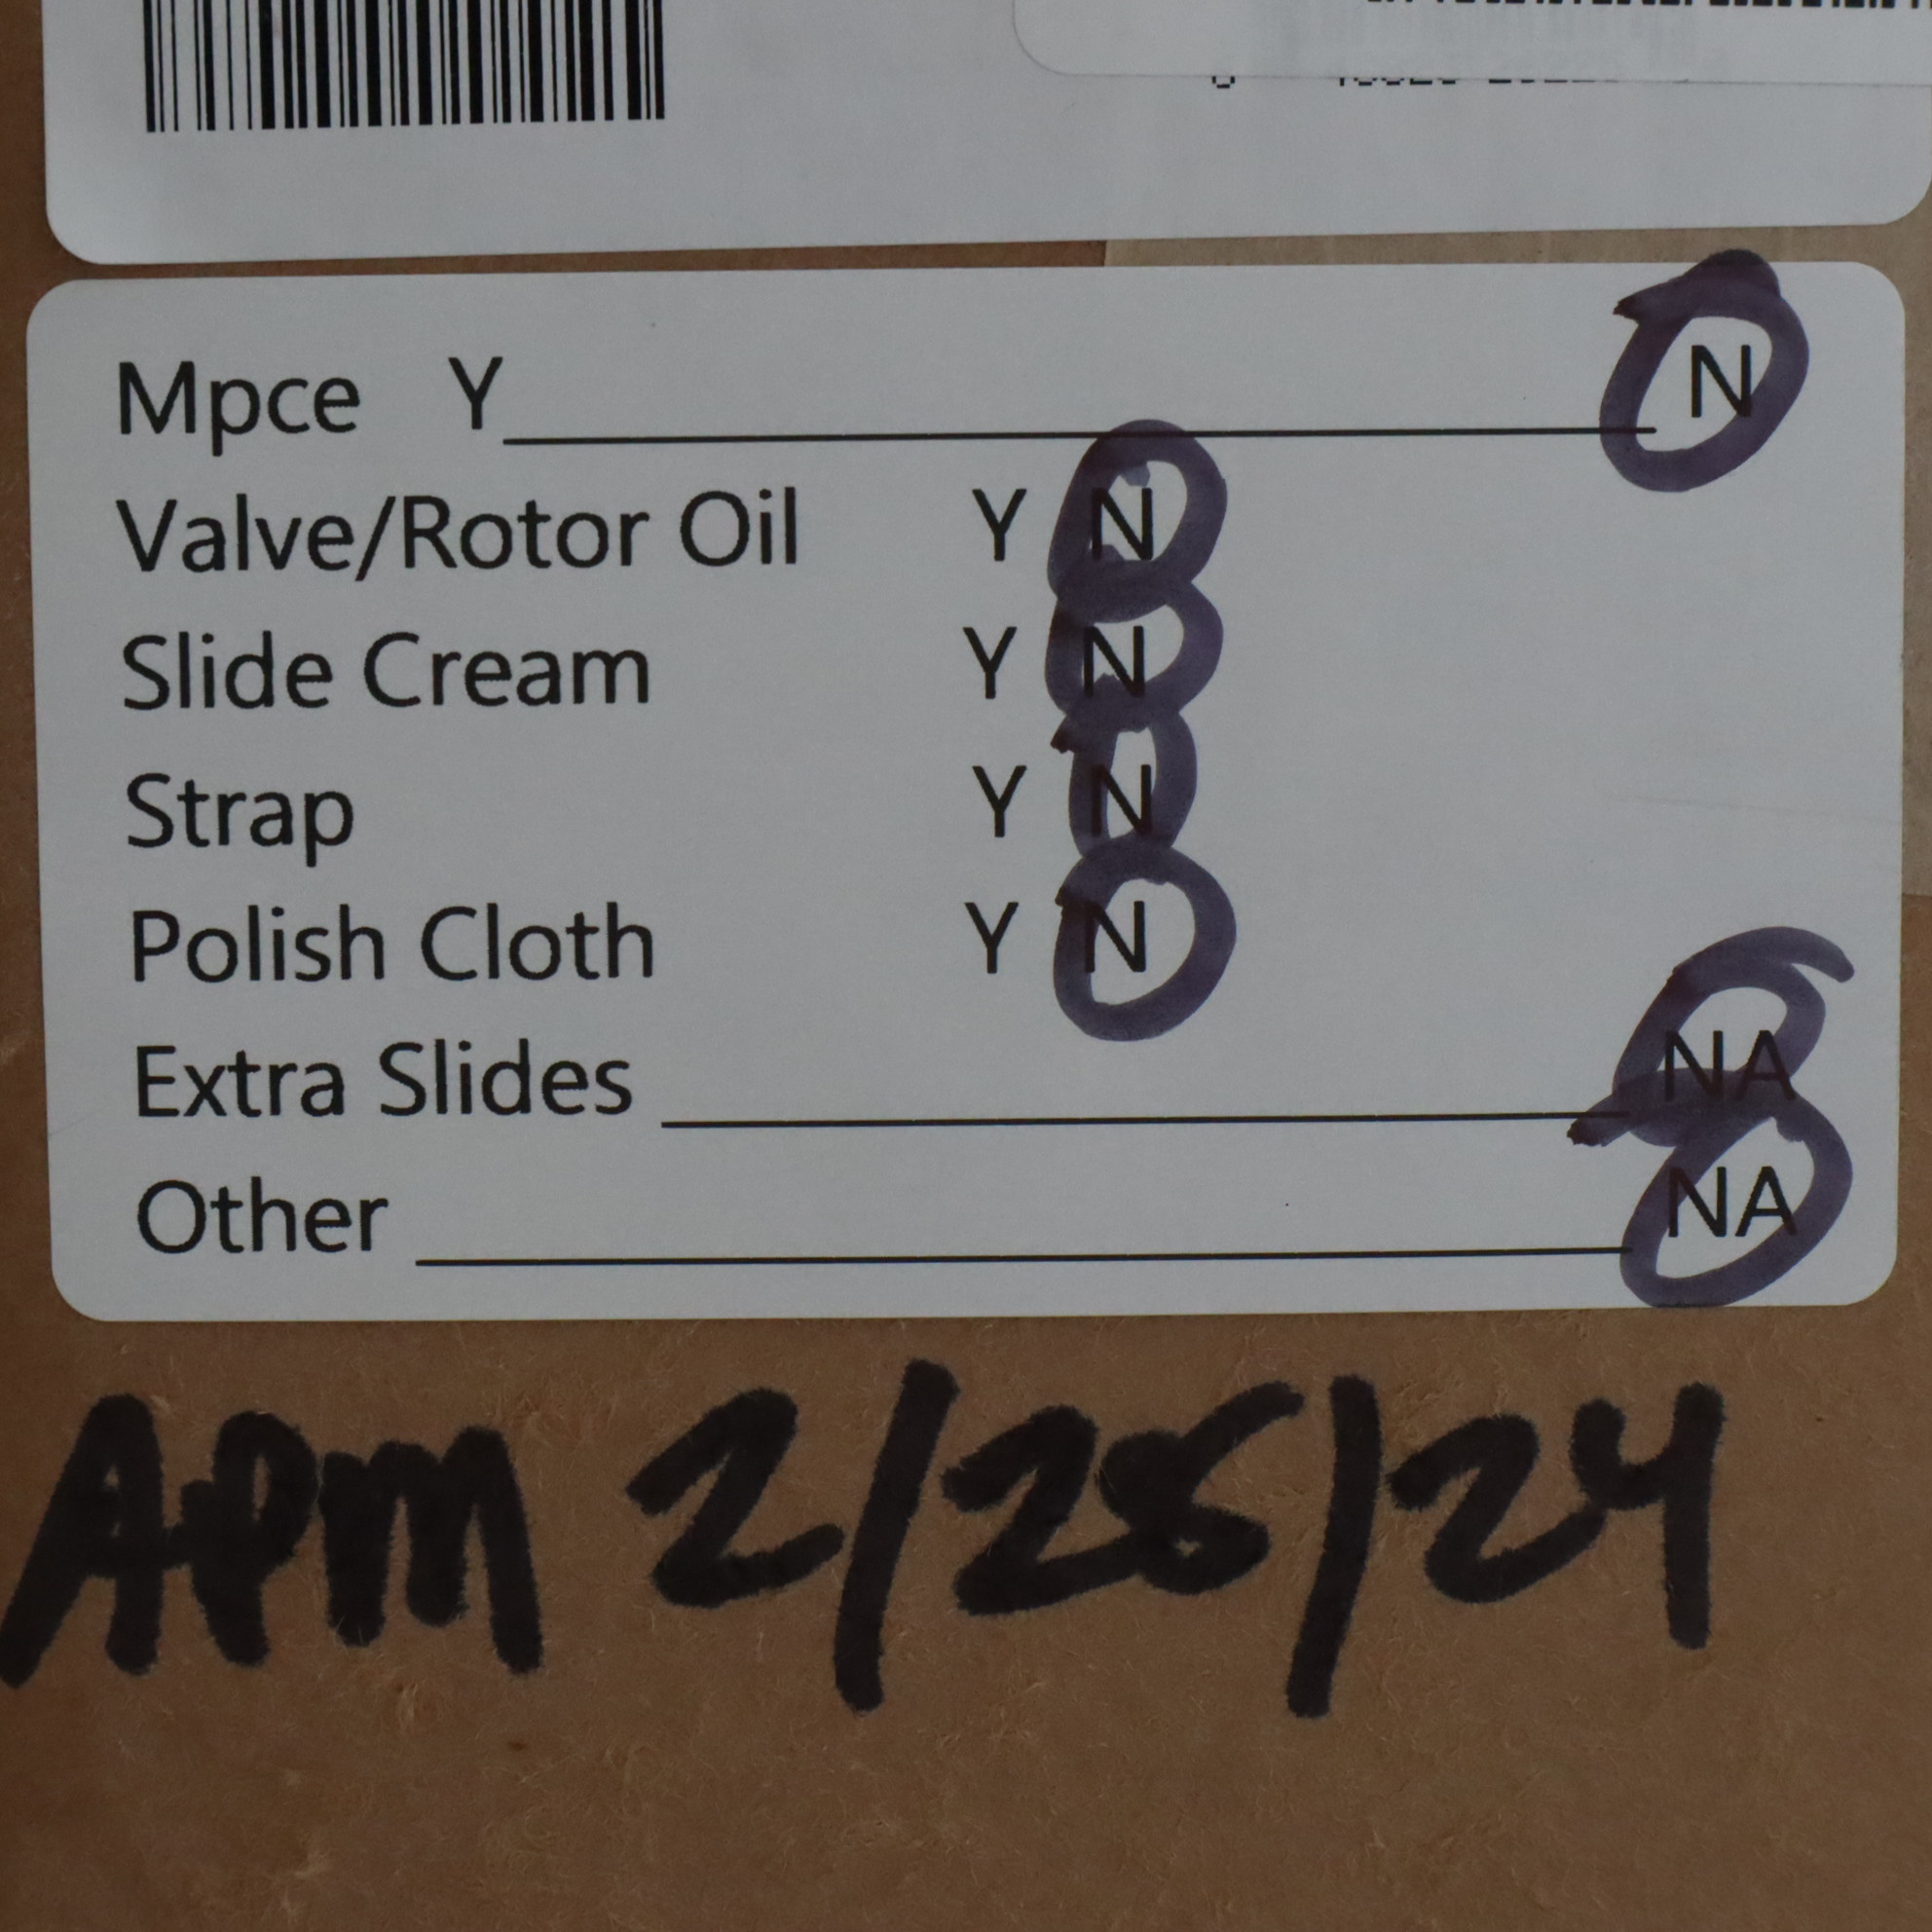 Mpce Y N
Valve/Rotor Oil Y N
Slide Cream Y N
Strap Y N
Polish Cloth Y N
Extra Slides NA
Other NA
APM 2/28/24